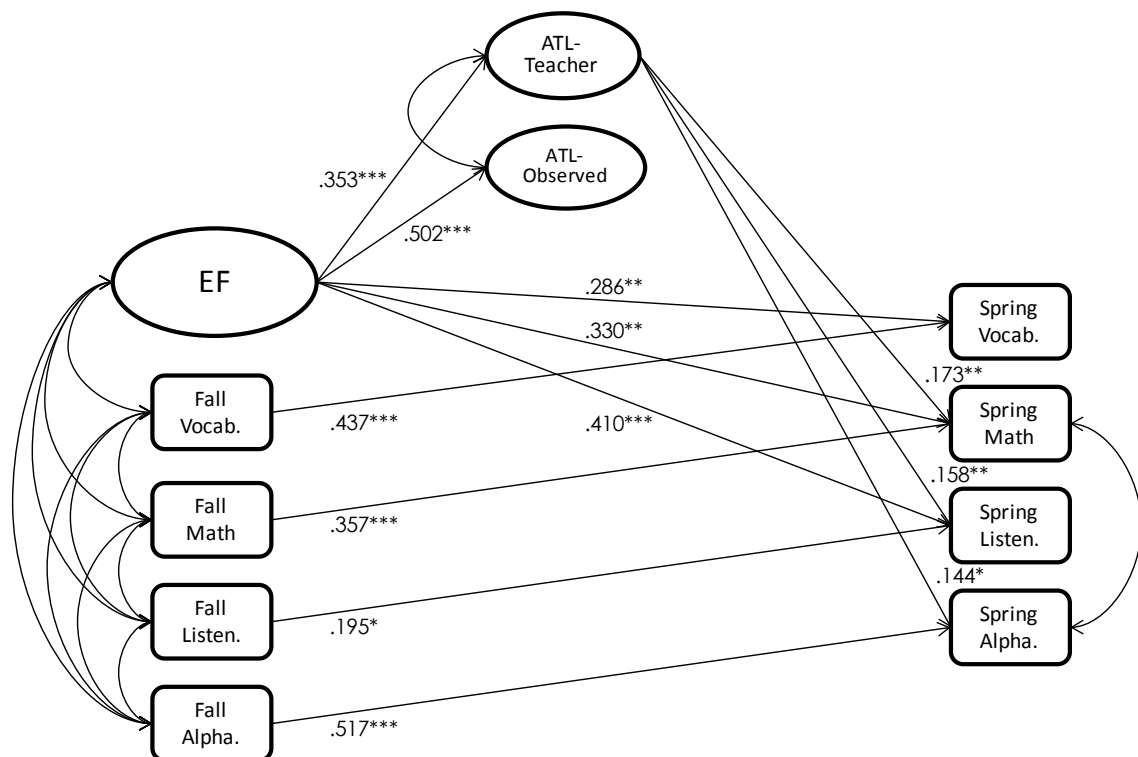 ATL-
Teacher
ATL-
Observed
.353***
.502***
EF
.286**
Spring
Vocab.
.330**
.173**
Fall
Vocab.
.437***
.410***
Spring
Math
.158**
Fall
Math
.357***
Spring
Listen.
.144*
Fall
Listen.
.195*
Spring
Alpha.
Fall
Alpha.
.517***